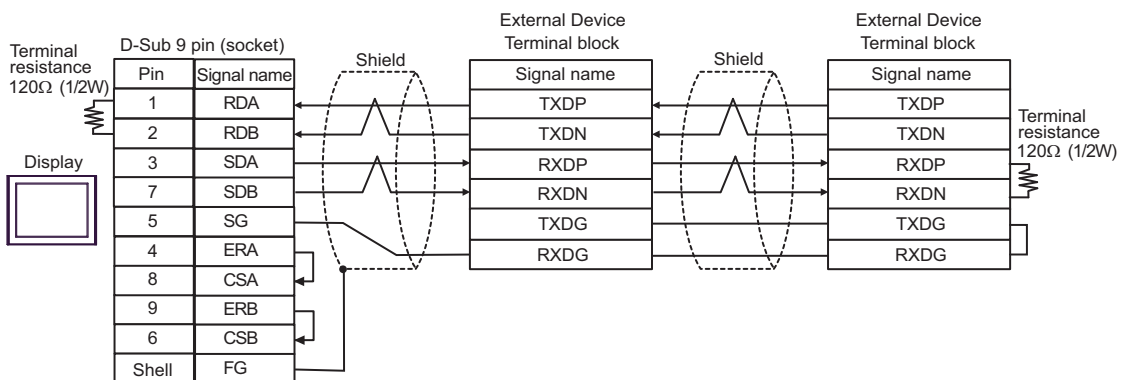 External Device
Terminal block
External Device
Terminal block
Terminal
resistance
120Ω (1/2W)
D-Sub 9 pin (socket)
Shield
Shield
Pin Signal name
Signal name
Signal name
1 RDA
TXDP
TXDP
2 RDB
TXDN
TXDN
Terminal
resistance
120Ω (1/2W)
Display
3 SDA
RXDP
RXDP
7 SDB
RXDN
RXDN
5 SG
TXDG
TXDG
4 ERA
RXDG
RXDG
8 CSA
9 ERB
6 CSB
Shell FG